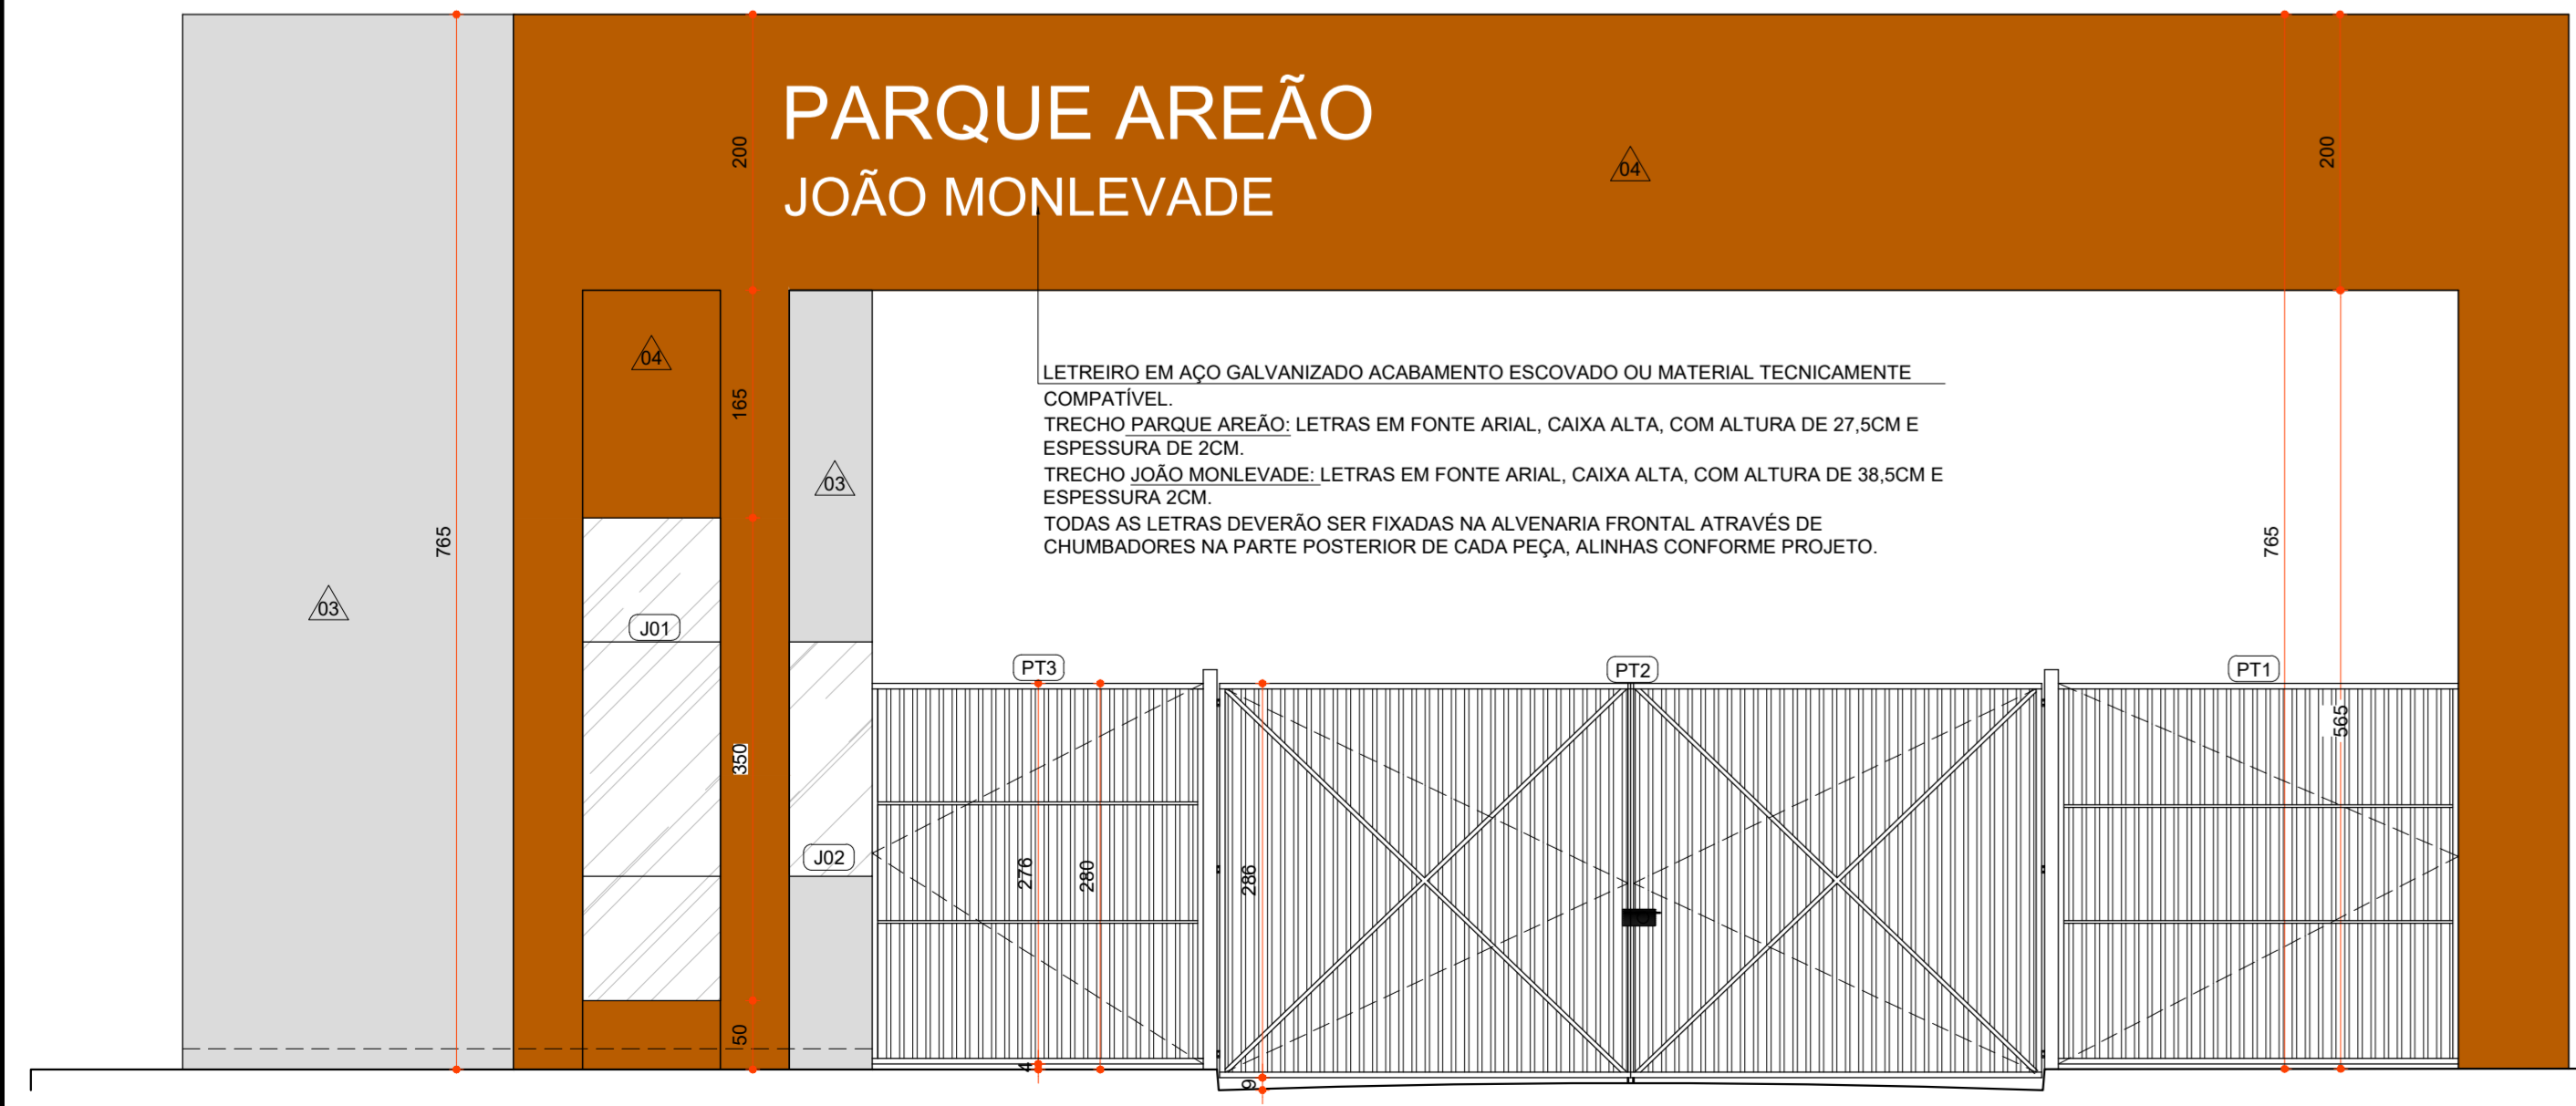 PARQUE AREÃO
JOÃO MONLEVADE
200
04
200
04
165
03
LETREIRO EM AÇO GALVANIZADO ACABAMENTO ESCOVADO OU MATERIAL TECNICAMENTE
COMPATÍVEL.
TRECHO PARQUE AREÃO: LETRAS EM FONTE ARIAL, CAIXA ALTA, COM ALTURA DE 27,5CM E
ESPESSURA DE 2CM.
TRECHO JOÃO MONLEVADE: LETRAS EM FONTE ARIAL, CAIXA ALTA, COM ALTURA DE 38,5CM E
ESPESSURA 2CM.
TODAS AS LETRAS DEVERÃO SER FIXADAS NA ALVENARIA FRONTAL ATRAVÉS DE
CHUMBADORES NA PARTE POSTERIOR DE CADA PEÇA, ALINHAS CONFORME PROJETO.
765
765
03
J01
PT3
PT2
PT1
565
350
J02
276
280
286
50
4
9